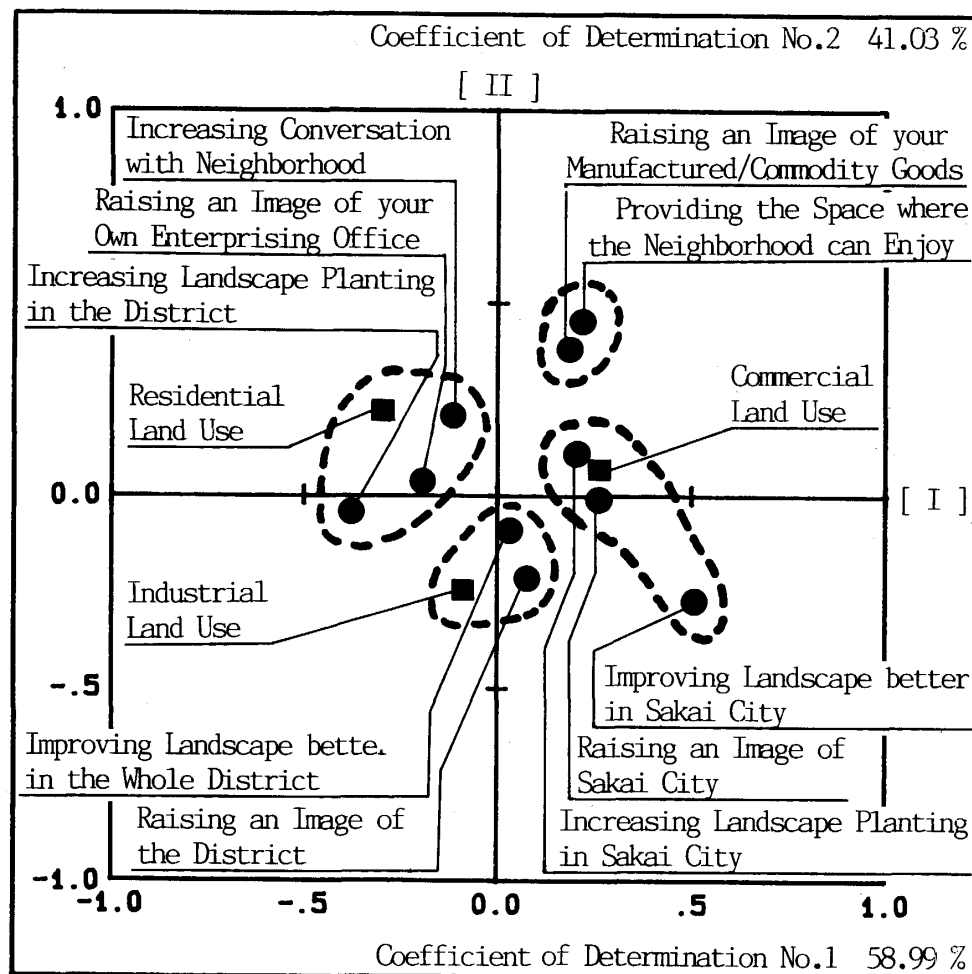 Coefficient of Determination No.2 41.03 %
[ II ]
1.0
Increasing Conversation
with Neighborhood
Raising an Image of your
Own Enterprising Office
Increasing Landscape Planting
in the District
Raising an Image of your
Manufactured/Commodity Goods
Providing the Space where
the Neighborhood can Enjoy
Residential
Land Use
Commercial
Land Use
0.0
[ I ]
Industrial
Land Use
-.5
Improving Landscape better
in Sakai City
Improving Landscape bette.
in the Whole District
Raising an Image of
Sakai City
Raising an Image of
the District
Increasing Landscape Planting
in Sakai City
-1.0
-1.0 -.5 0.0 .5 1.0
Coefficient of Determination No.1 58.99 %